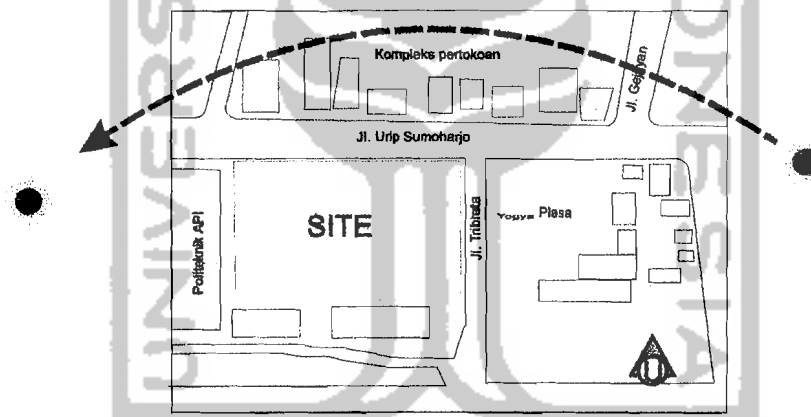 Kompleks pertokoan
Jl. Gejayan
Jl. Urip Sumoharjo
Politeknik API
SITE
Jl. Tribrata
Yogya Plasa
U